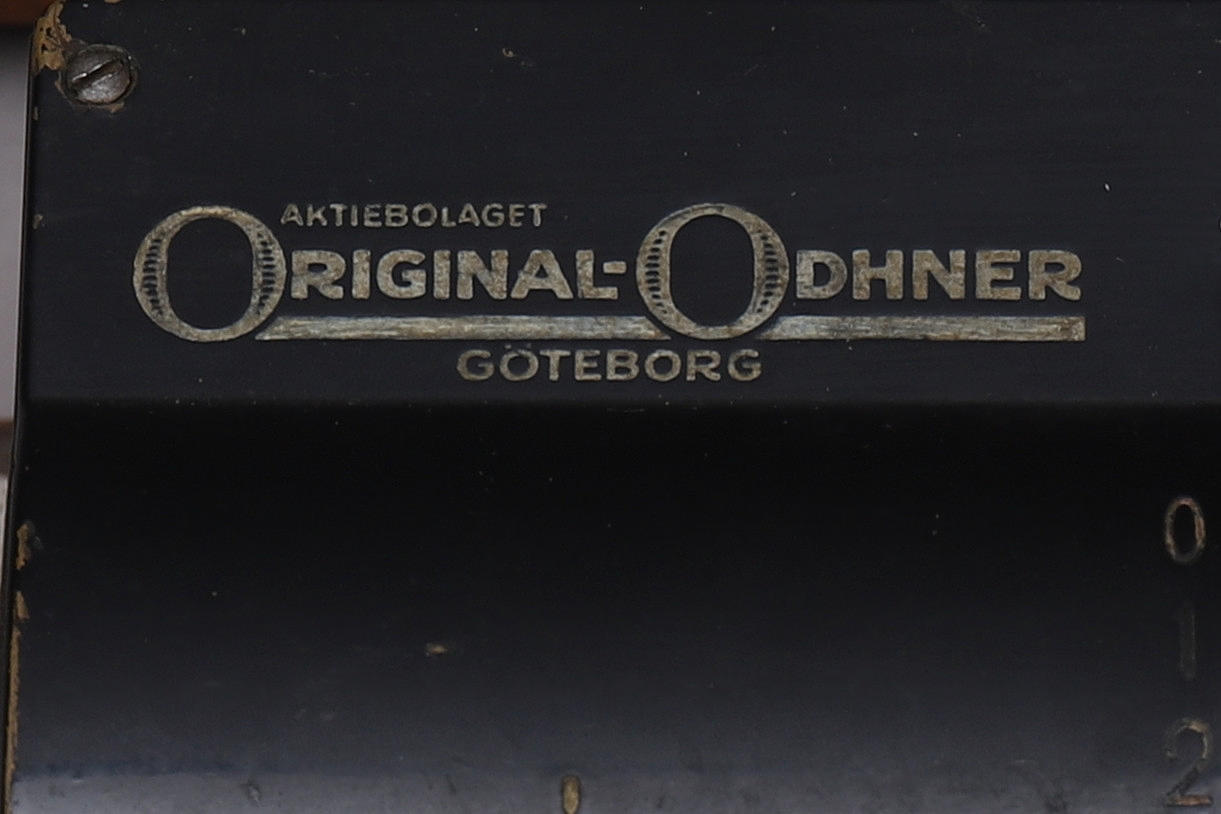 AKTIEBOLAGET
ORIGINAL-ODHNER
GÖTEBORG
0
1
2